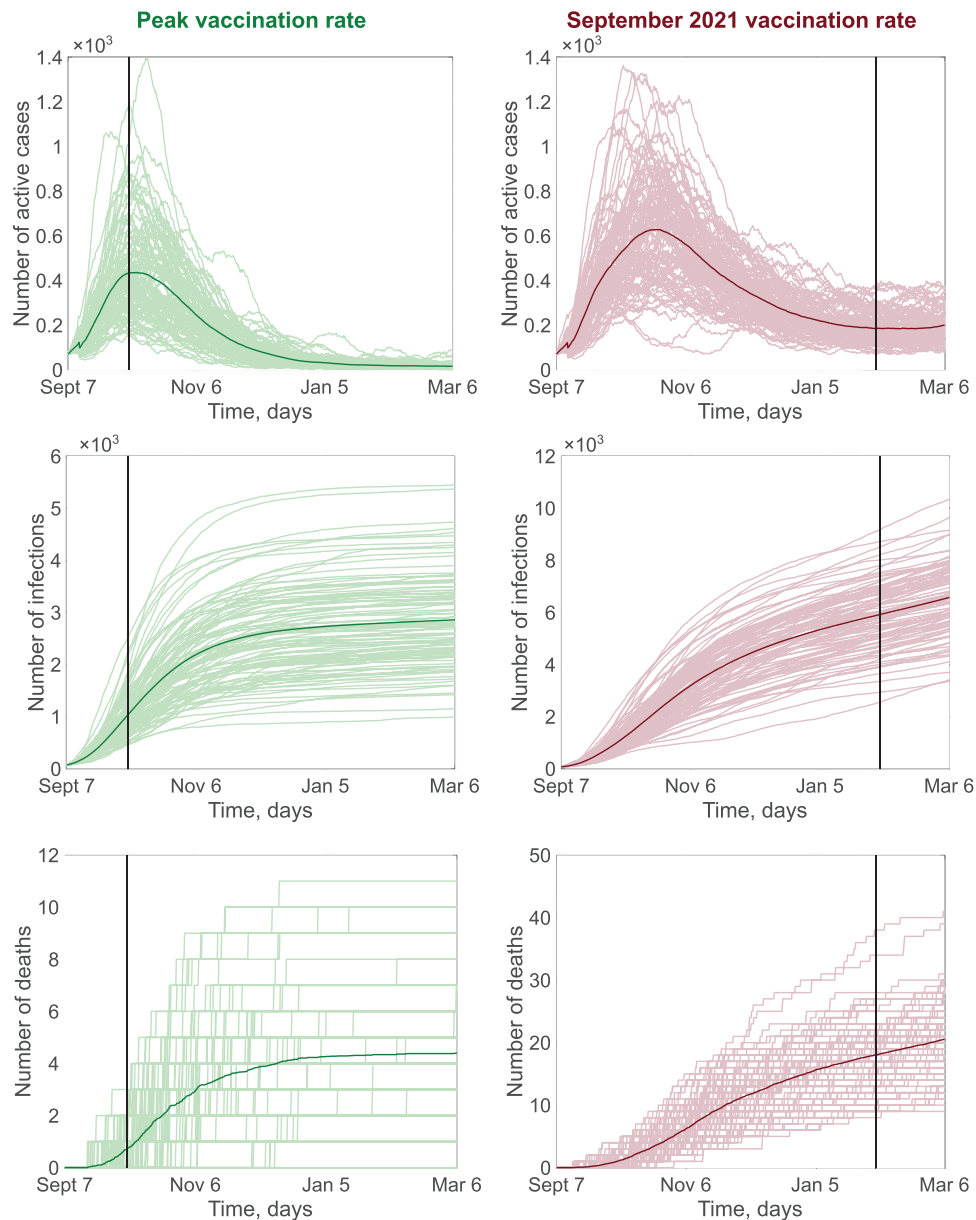 Peak vaccination rate
September 2021 vaccination rate
×10³
1.4
1.2
1
0.8
0.6
0.4
0.2
0
Number of active cases
Sept 7 Nov 6 Jan 5 Mar 6
Time, days
×10³
1.4
1.2
1
0.8
0.6
0.4
0.2
0
Number of active cases
Sept 7 Nov 6 Jan 5 Mar 6
Time, days
×10³
6
5
4
3
2
1
0
Number of infections
Sept 7 Nov 6 Jan 5 Mar 6
Time, days
×10³
12
10
8
6
4
2
0
Number of infections
Sept 7 Nov 6 Jan 5 Mar 6
Time, days
12
10
8
6
4
2
0
Number of deaths
Sept 7 Nov 6 Jan 5 Mar 6
Time, days
50
40
30
20
10
0
Number of deaths
Sept 7 Nov 6 Jan 5 Mar 6
Time, days